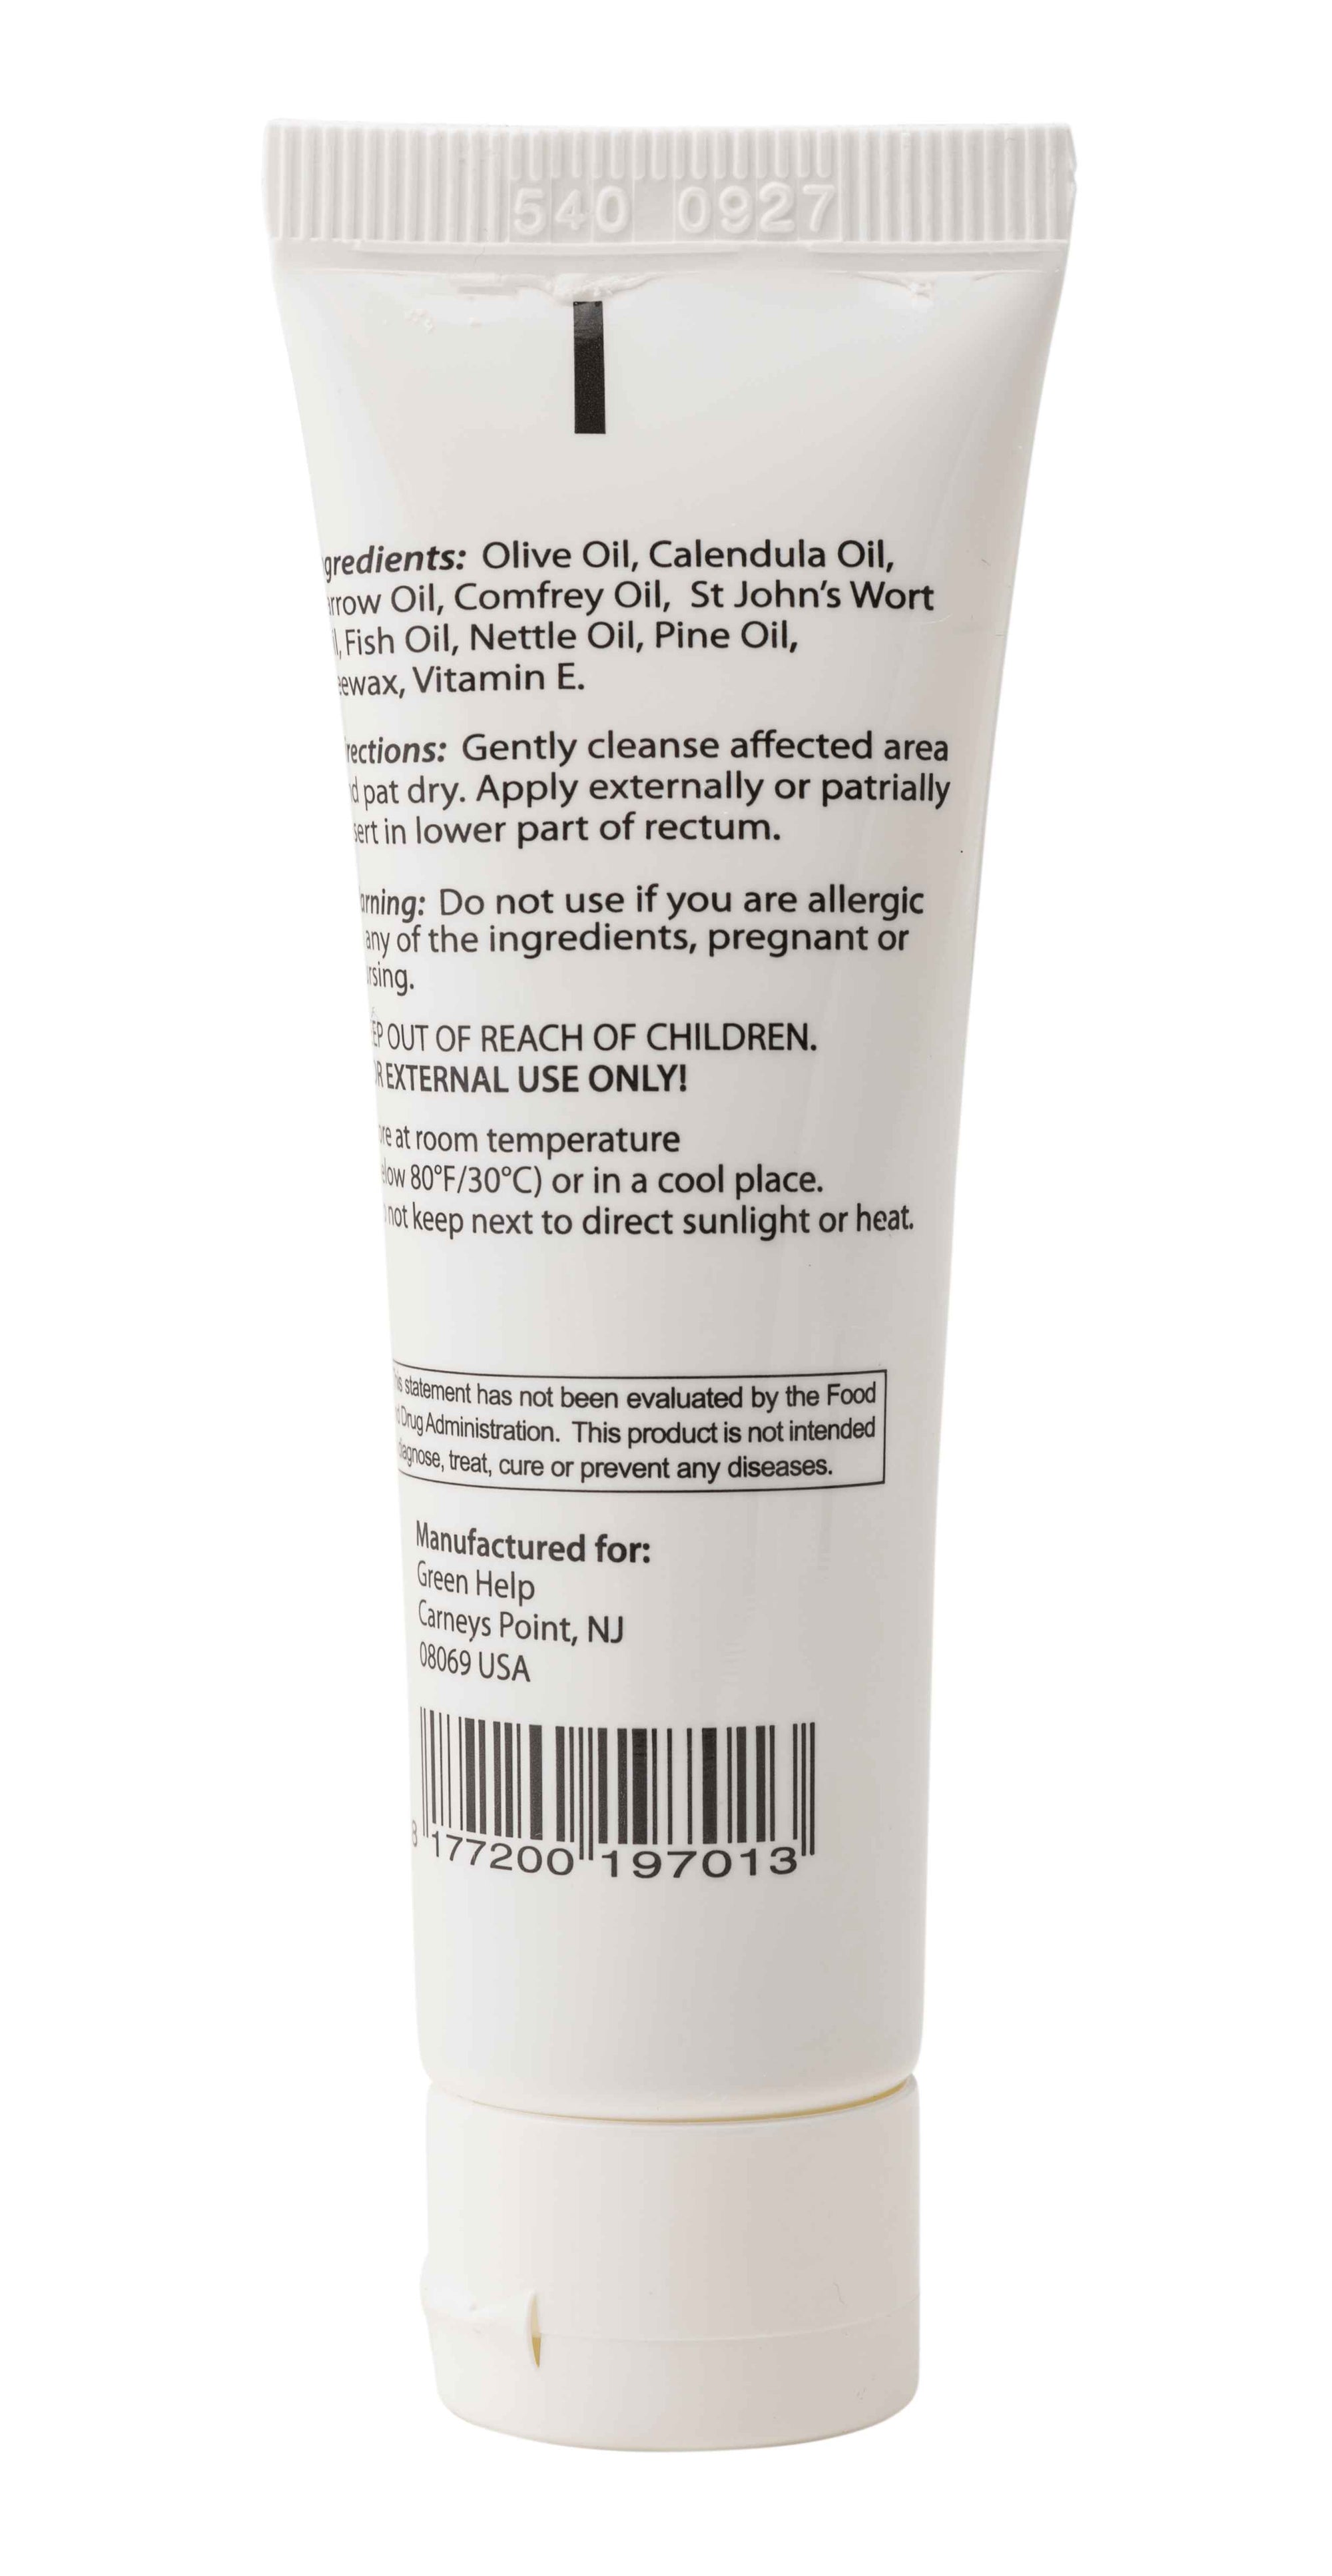 540 0927
gredients: Olive Oil, Calendula Oil,
rrow Oil, Comfrey Oil, St John's Wort
l, Fish Oil, Nettle Oil, Pine Oil,
ewax, Vitamin E.
rections: Gently cleanse affected area
d pat dry. Apply externally or patrially
sert in lower part of rectum.
arning: Do not use if you are allergic
any of the ingredients, pregnant or
rsing.
EP OUT OF REACH OF CHILDREN.
R EXTERNAL USE ONLY!
re at room temperature
low 80°F/30°C) or in a cool place.
not keep next to direct sunlight or heat.
is statement has not been evaluated by the Food
d Drug Administration. This product is not intended
diagnose, treat, cure or prevent any diseases.
Manufactured for:
Green Help
Carneys Point, NJ
08069 USA
8 177200 197013